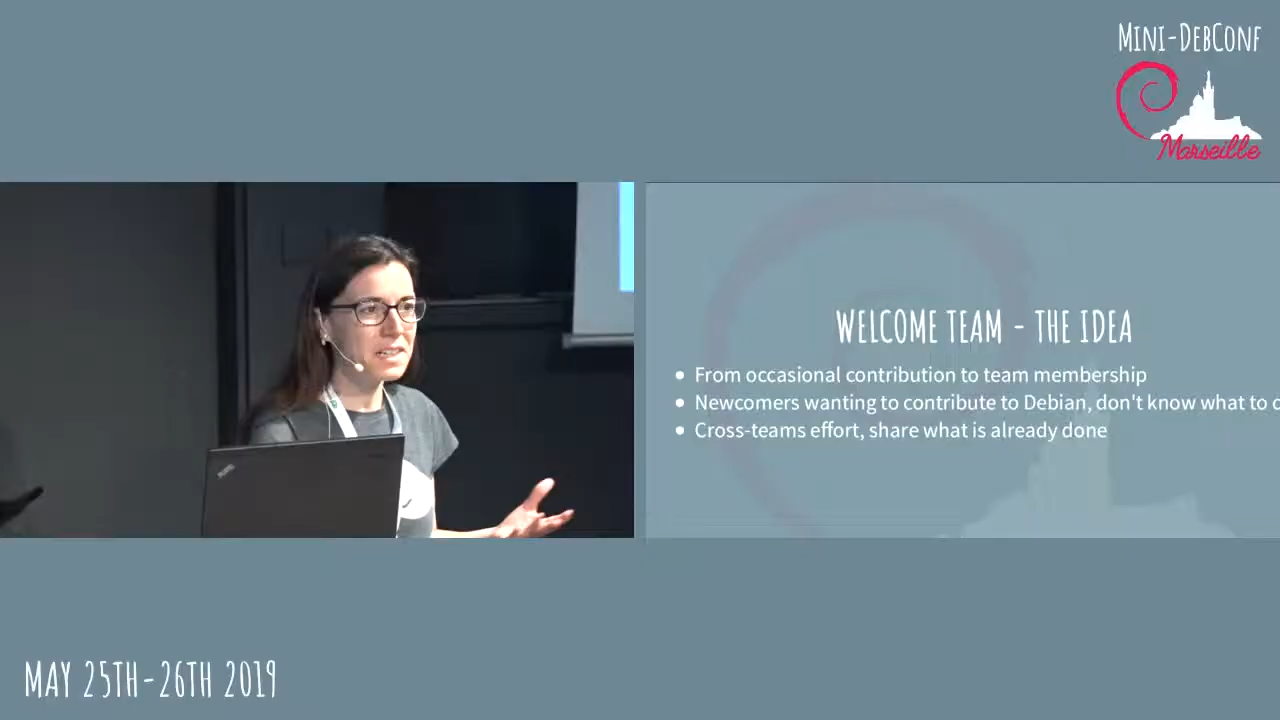 MINI-DEBCONF
Marseille
WELCOME TEAM - THE IDEA
From occasional contribution to team membership
Newcomers wanting to contribute to Debian, don't know what to
Cross-teams effort, share what is already done
MAY 25TH-26TH 2019